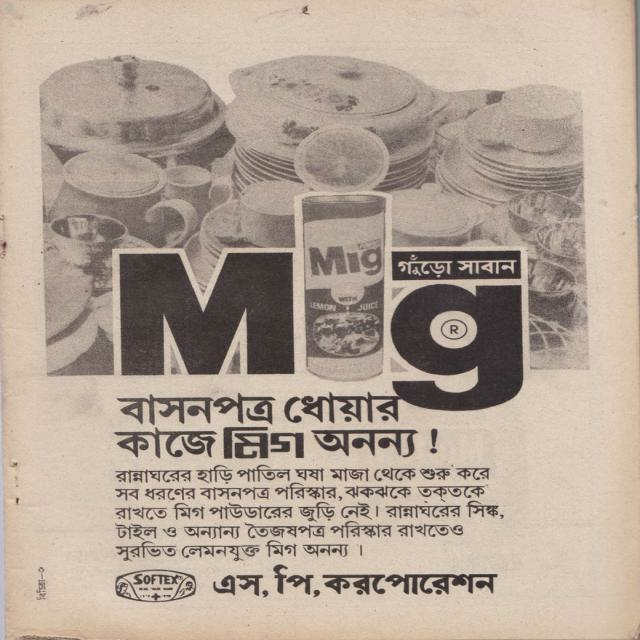 Mig
Mig
গুঁড়ো সাবান
WITH
LEMON JUICE
®
বাসনপত্র ধোয়ার
কাজে মিগ অনন্য !
রান্নাঘরের হাড়ি পাতিল ঘষা মাজা থেকে শুরু করে
সব ধরণের বাসনপত্র পরিস্কার, ঝকঝকে তকতকে
রাখতে মিগ পাউডারের জুড়ি নেই। রান্নাঘরের সিঙ্ক,
টাইল ও অন্যান্য তৈজষপত্র পরিস্কার রাখতেও
সুরভিত লেমনযুক্ত মিগ অনন্য ।
SOFTEX
এস, পি, করপোরেশন